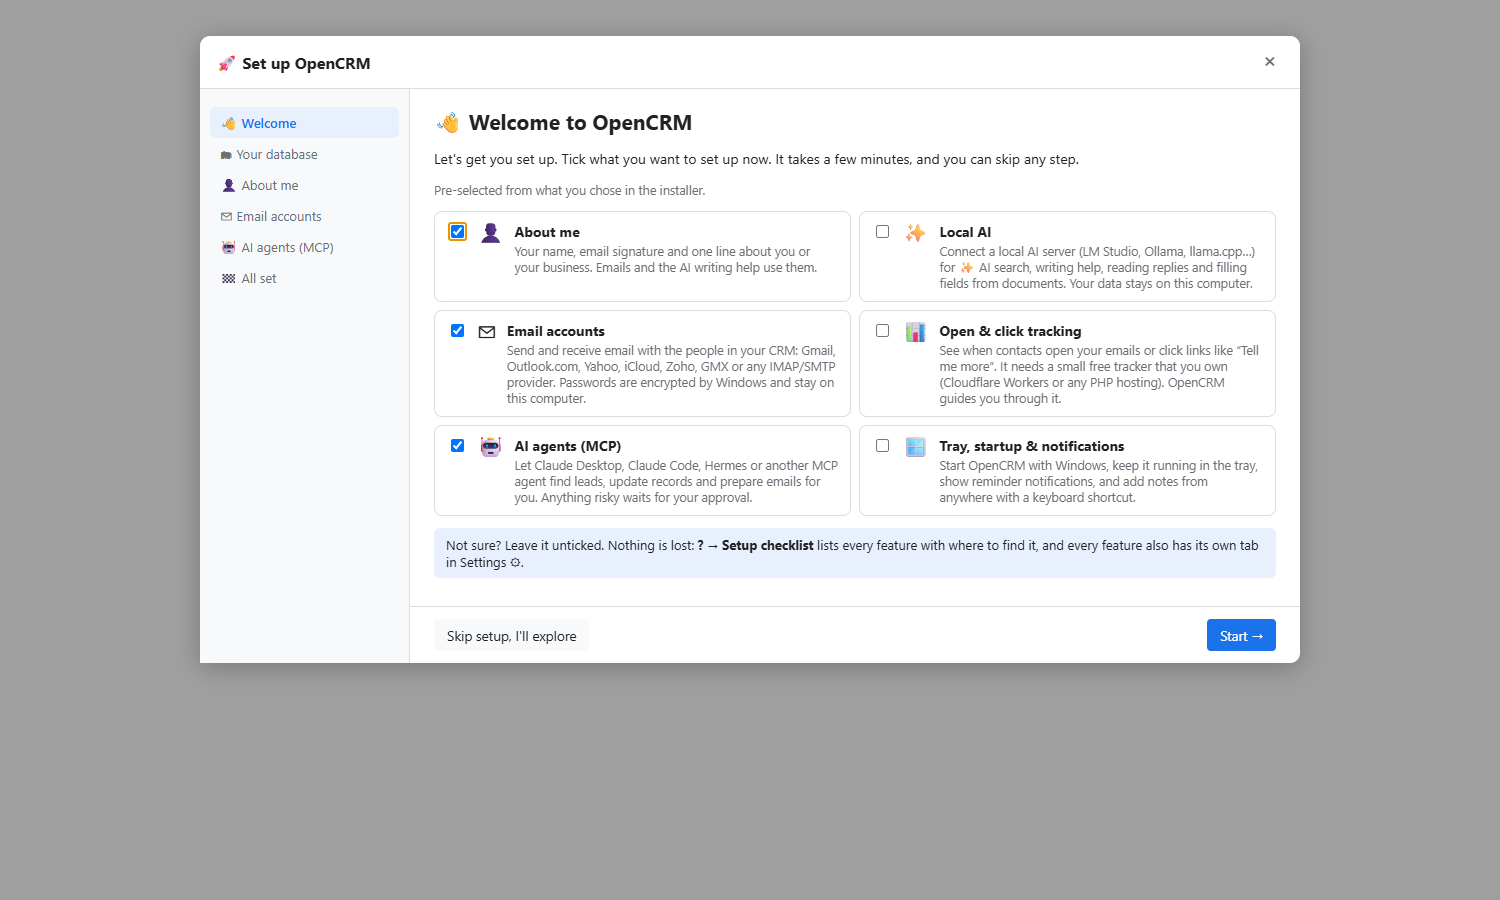 Set up OpenCRM
×
Welcome
Your database
About me
Email accounts
AI agents (MCP)
All set
Welcome to OpenCRM
Let's get you set up. Tick what you want to set up now. It takes a few minutes, and you can skip any step.
Pre-selected from what you chose in the installer.
About me
Your name, email signature and one line about you or
your business. Emails and the AI writing help use them.
Local AI
Connect a local AI server (LM Studio, Ollama, llama.cpp...)
for ✨ AI search, writing help, reading replies and filling
fields from documents. Your data stays on this computer.
Email accounts
Send and receive email with the people in your CRM: Gmail,
Outlook.com, Yahoo, iCloud, Zoho, GMX or any IMAP/SMTP
provider. Passwords are encrypted by Windows and stay on
this computer.
Open & click tracking
See when contacts open your emails or click links like “Tell
me more”. It needs a small free tracker that you own
(Cloudflare Workers or any PHP hosting). OpenCRM
guides you through it.
AI agents (MCP)
Let Claude Desktop, Claude Code, Hermes or another MCP
agent find leads, update records and prepare emails for
you. Anything risky waits for your approval.
Tray, startup & notifications
Start OpenCRM with Windows, keep it running in the tray,
show reminder notifications, and add notes from
anywhere with a keyboard shortcut.
Not sure? Leave it unticked. Nothing is lost: ? → Setup checklist lists every feature with where to find it, and every feature also has its own tab
in Settings ⚙.
Skip setup, I'll explore
Start →